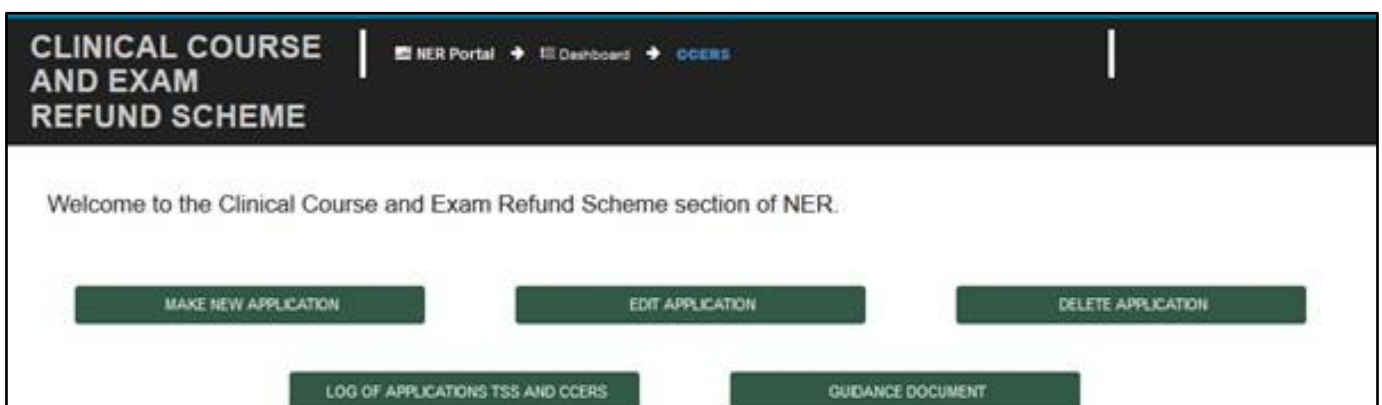 CLINICAL COURSE
AND EXAM
REFUND SCHEME
NER Portal → Dashboard → CCERS
Welcome to the Clinical Course and Exam Refund Scheme section of NER.
MAKE NEW APPLICATION
EDIT APPLICATION
DELETE APPLICATION
LOG OF APPLICATIONS TSS AND CCERS
GUIDANCE DOCUMENT